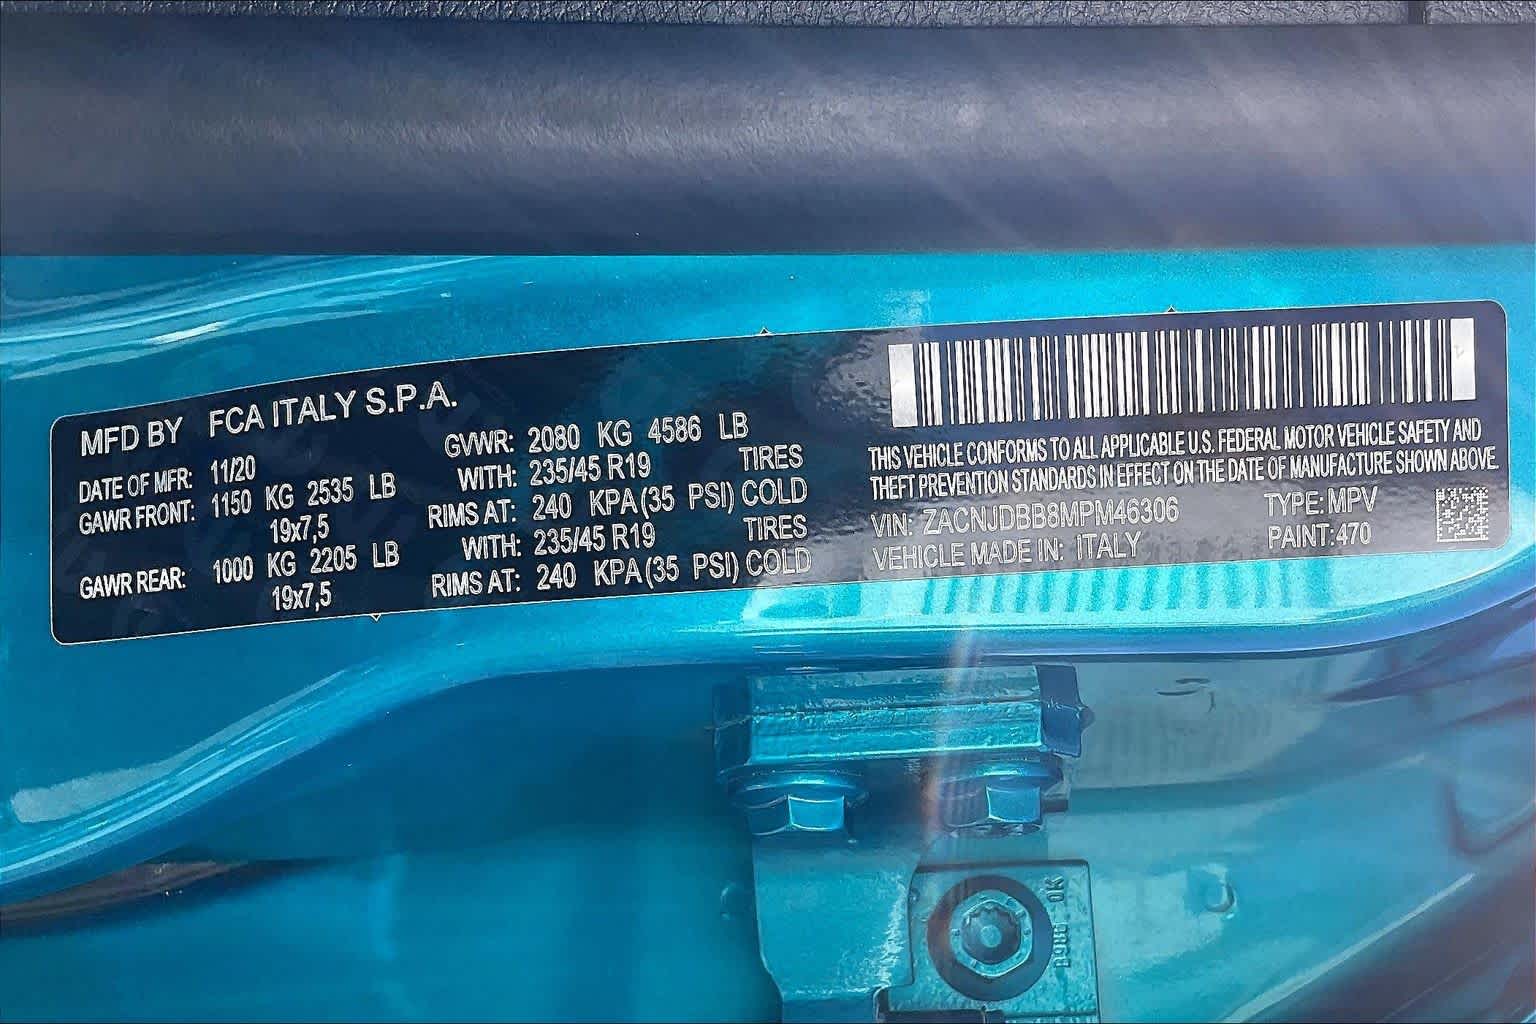 MFD BY FCA ITALY S.P.A.
DATE OF MFR: 11/20
GAWR FRONT: 1150 KG 2535 LB
19x7,5
GAWR REAR: 1000 KG 2205 LB
19x7,5
GVWR: 2080 KG 4586 LB
WITH: 235/45 R19 TIRES
RIMS AT: 240 KPA(35 PSI) COLD
WITH: 235/45 R19 TIRES
RIMS AT: 240 KPA(35 PSI) COLD
THIS VEHICLE CONFORMS TO ALL APPLICABLE U.S. FEDERAL MOTOR VEHICLE SAFETY AND
THEFT PREVENTION STANDARDS IN EFFECT ON THE DATE OF MANUFACTURE SHOWN ABOVE.
VIN: ZACNJDBB8MPM46306 TYPE: MPV
VEHICLE MADE IN: ITALY PAINT: 470
OK